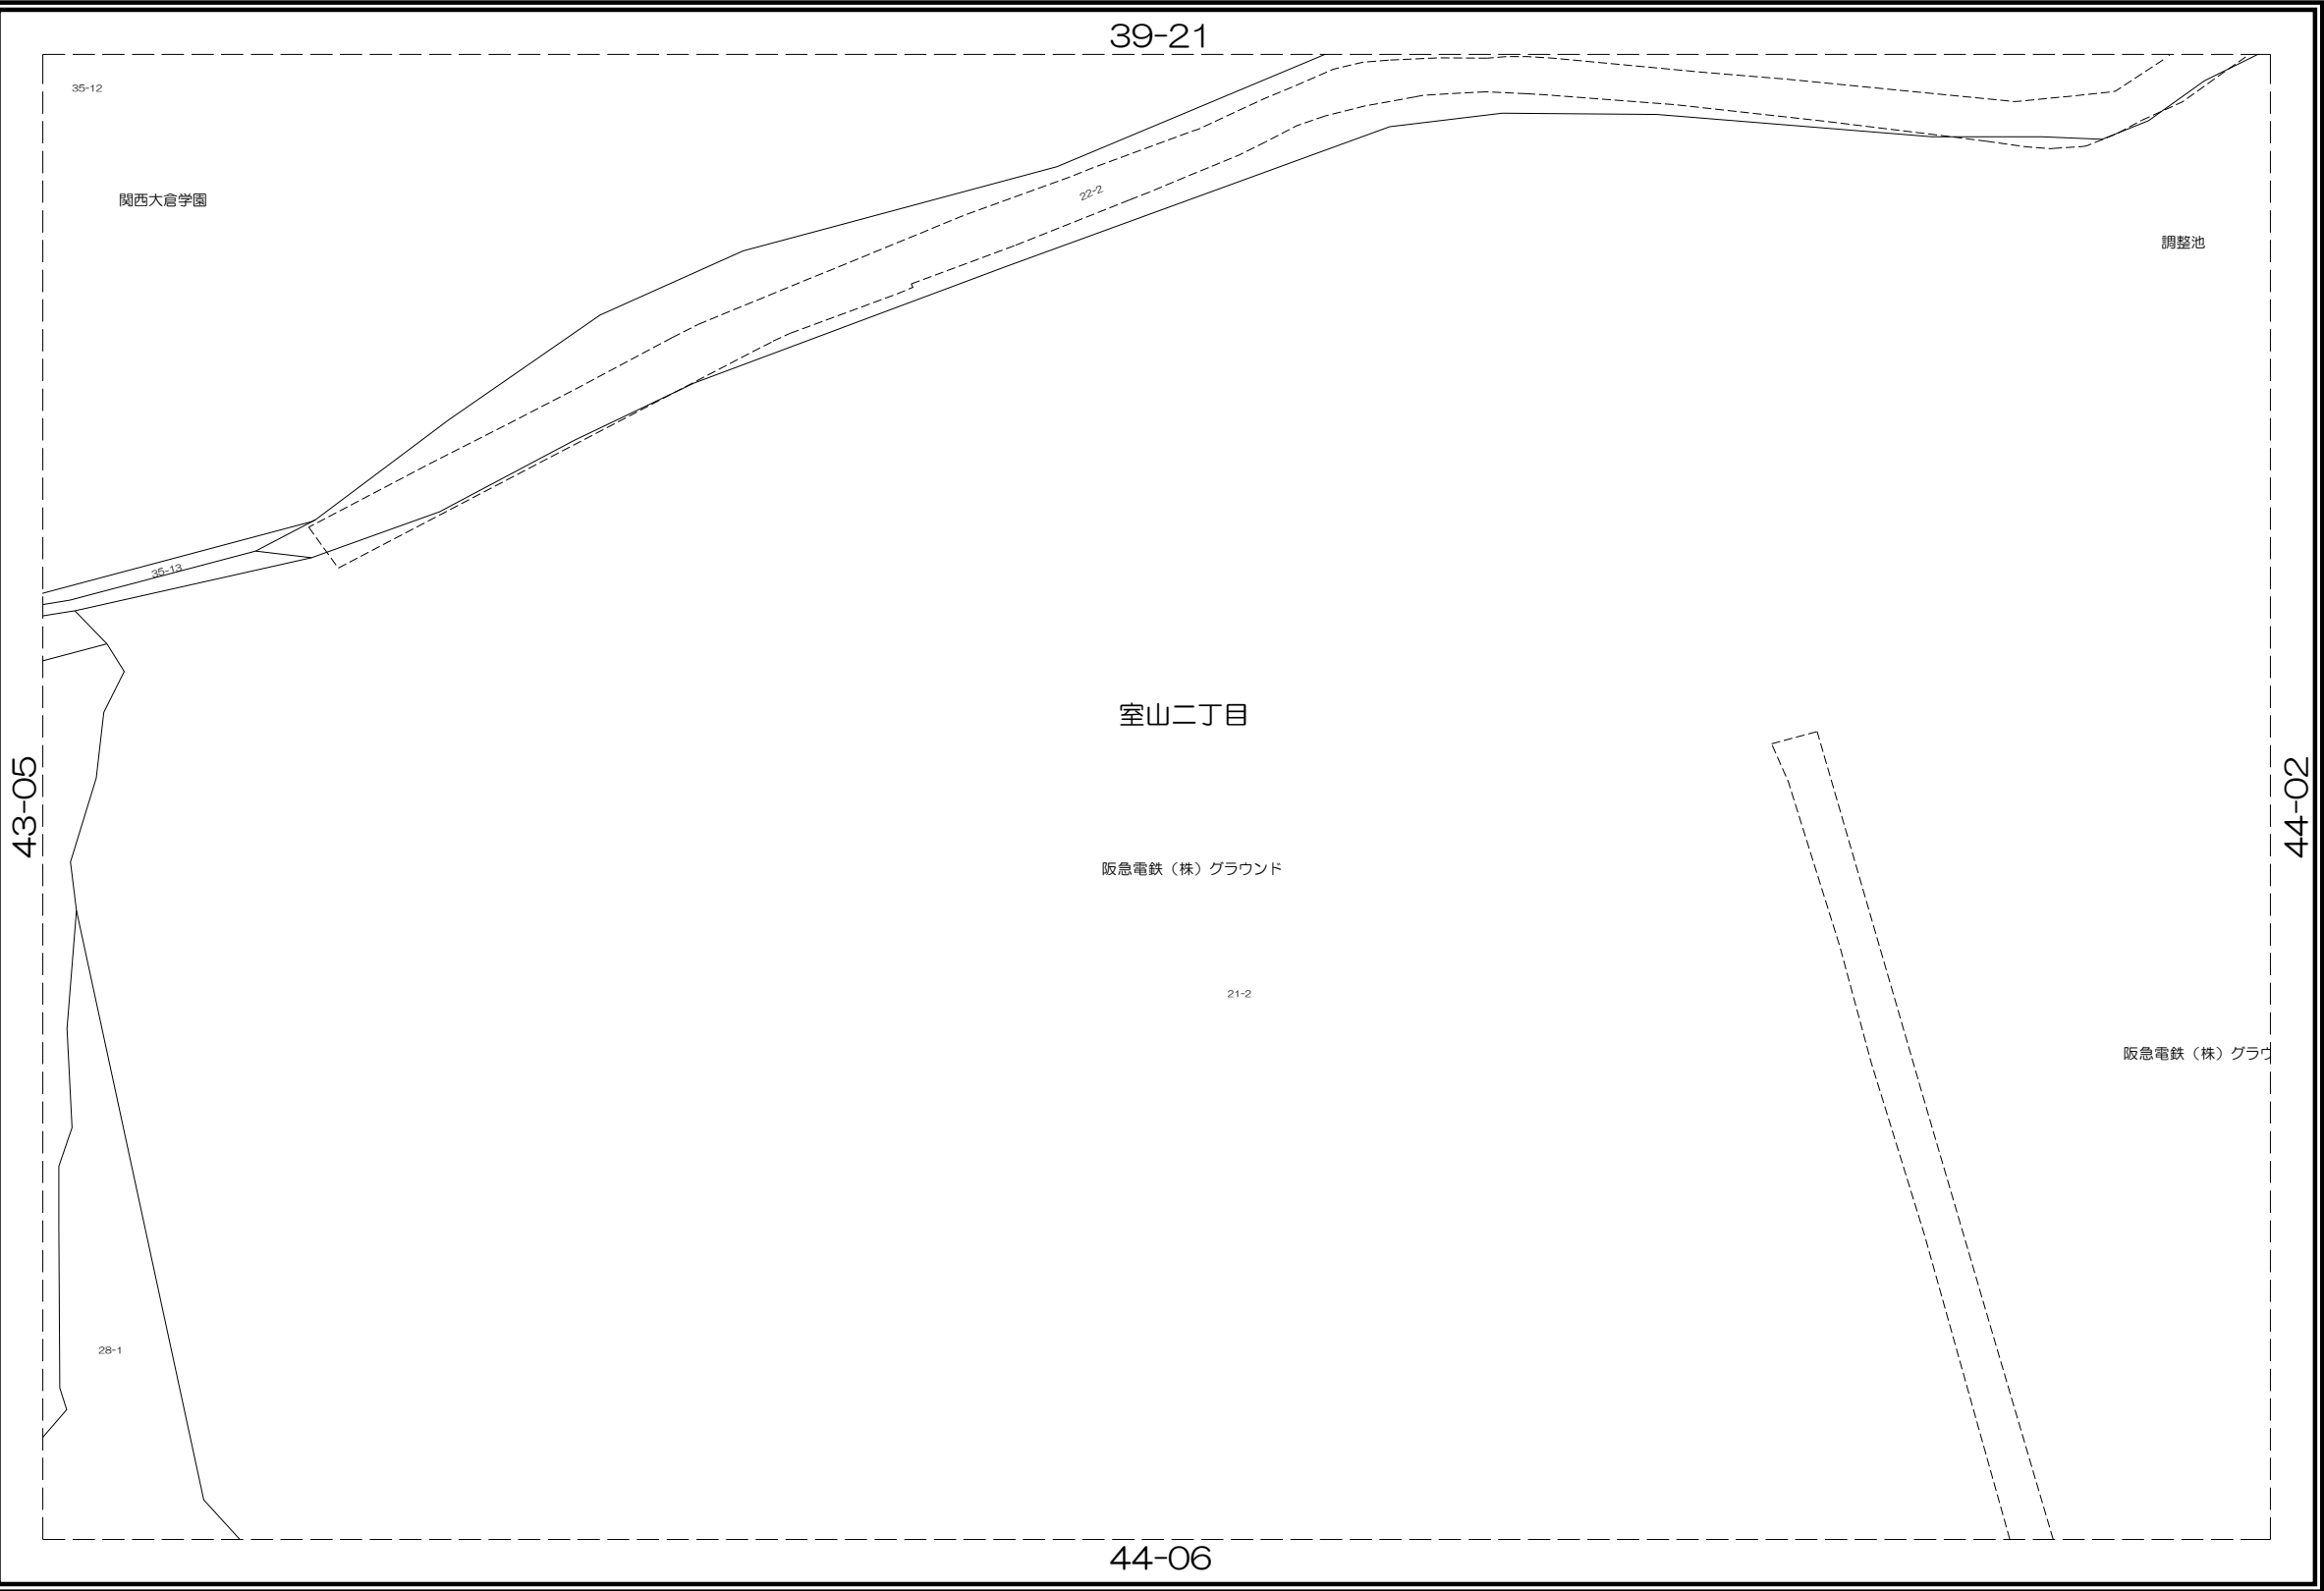 39-21
35-12
関西大倉学園
22-2
調整池
35-13
室山二丁目
43-05
44-02
阪急電鉄（株）グラウンド
21-2
阪急電鉄（株）グラウ
28-1
44-06